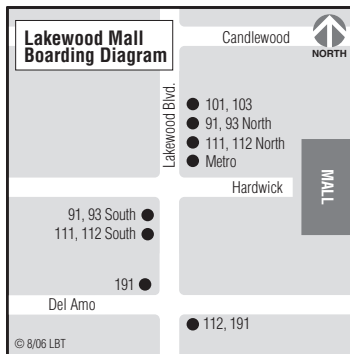 Lakewood Mall
Boarding Diagram
Candlewood
NORTH
Lakewood Blvd.
101, 103
91, 93 North
111, 112 North
Metro
Hardwick
MALL
91, 93 South
111, 112 South
191
Del Amo
112, 191
© 8/06 LBT